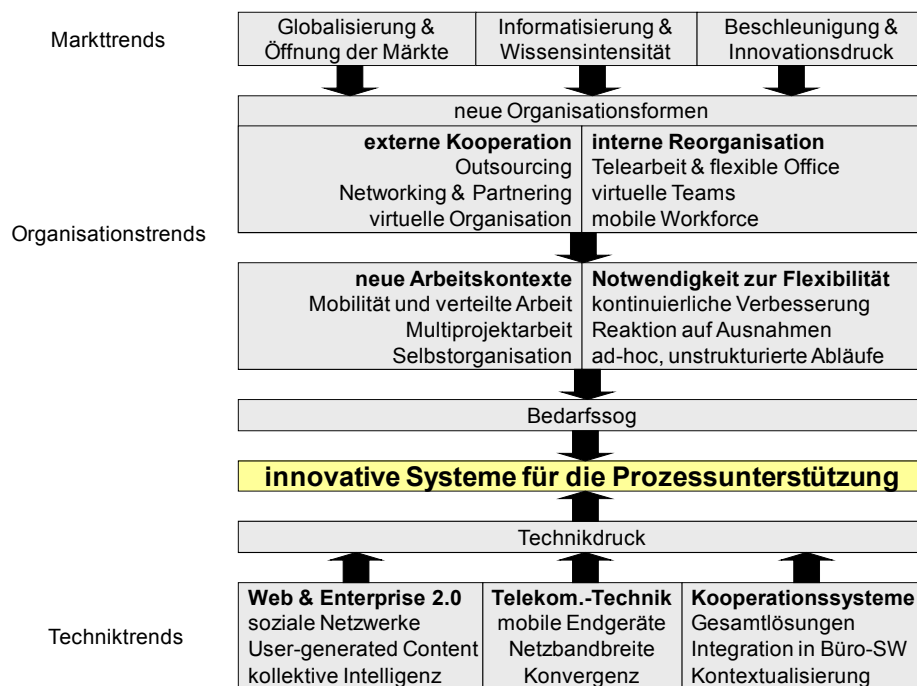 Markttrends
Globalisierung &
Öffnung der Märkte
Informatisierung &
Wissensintensität
Beschleunigung &
Innovationsdruck
Organisationstrends
neue Organisationsformen
externe Kooperation
Outsourcing
Networking & Partnering
virtuelle Organisation
interne Reorganisation
Telearbeit & flexible Office
virtuelle Teams
mobile Workforce
neue Arbeitskontexte
Mobilität und verteilte Arbeit
Multiprojektarbeit
Selbstorganisation
Notwendigkeit zur Flexibilität
kontinuierliche Verbesserung
Reaktion auf Ausnahmen
ad-hoc, unstrukturierte Abläufe
Bedarfssog
innovative Systeme für die Prozessunterstützung
Technikdruck
Techniktrends
Web & Enterprise 2.0
soziale Netzwerke
User-generated Content
kollektive Intelligenz
Telekom.-Technik
mobile Endgeräte
Netzbandbreite
Konvergenz
Kooperationssysteme
Gesamtlösungen
Integration in Büro-SW
Kontextualisierung